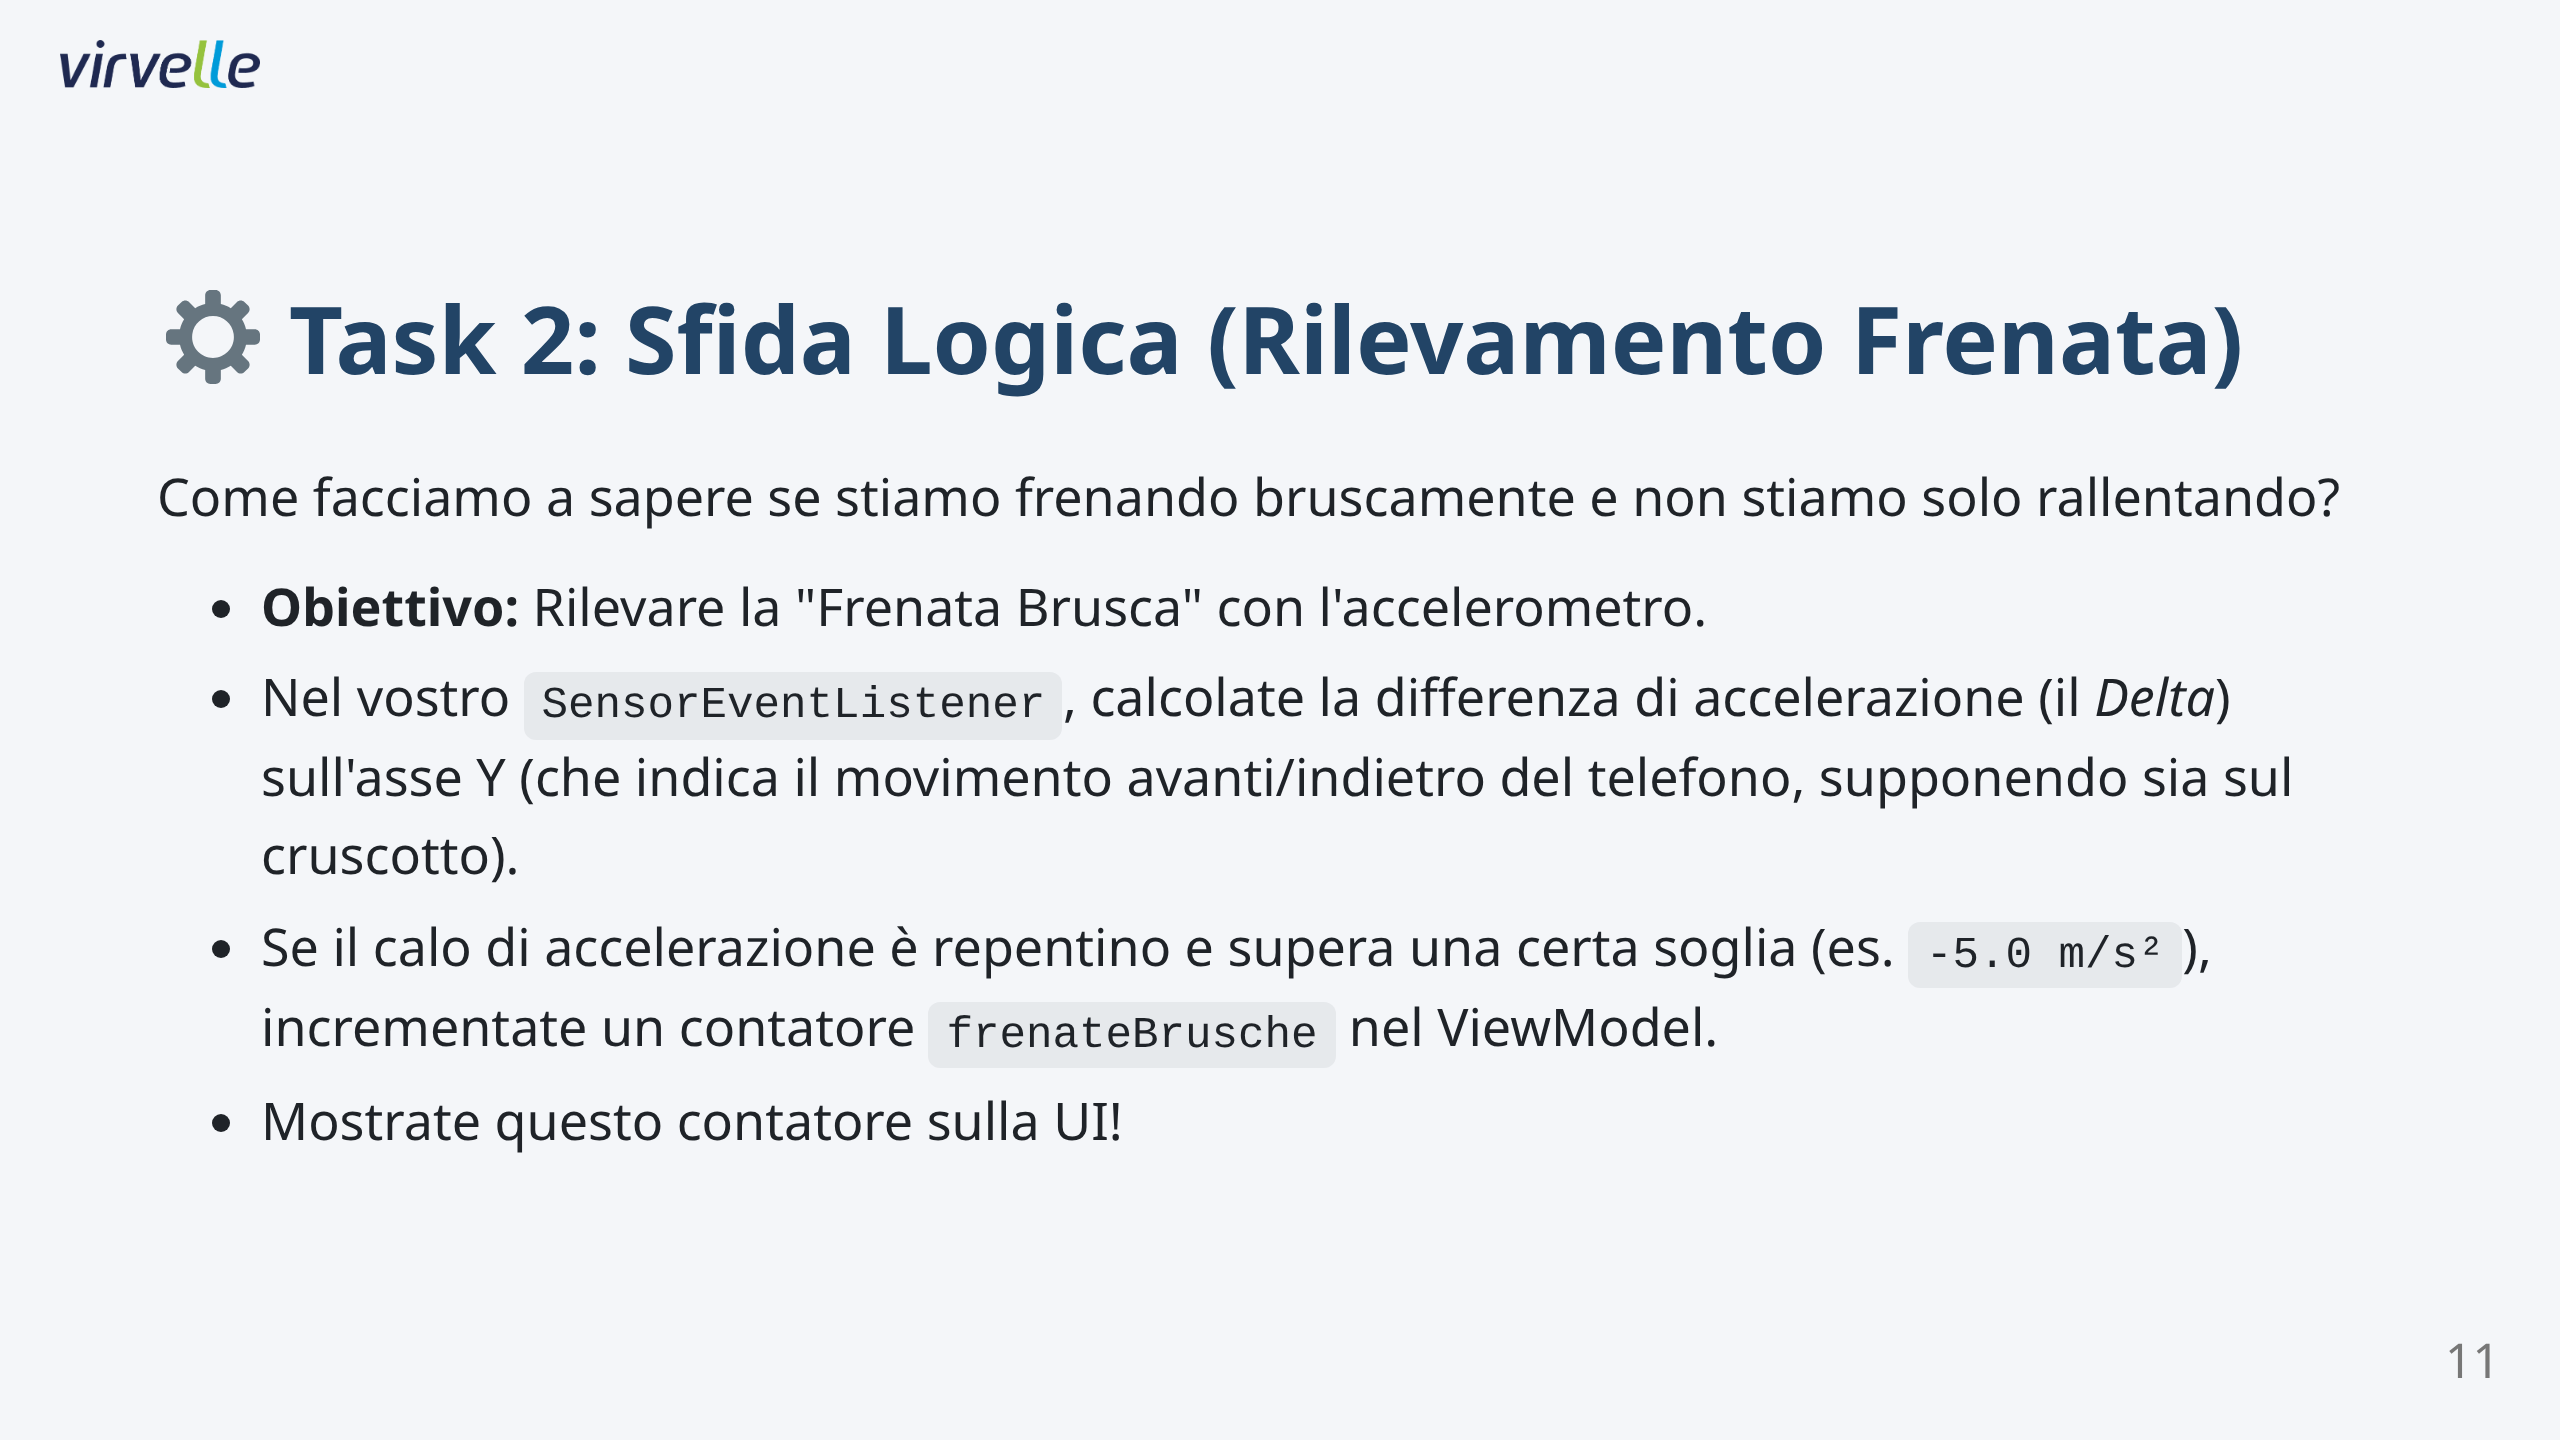 virvelle
Task 2: Sfida Logica (Rilevamento Frenata)
Come facciamo a sapere se stiamo frenando bruscamente e non stiamo solo rallentando?
• Obiettivo: Rilevare la "Frenata Brusca" con l'accelerometro.
• Nel vostro SensorEventListener, calcolate la differenza di accelerazione (il Delta)
sull'asse Y (che indica il movimento avanti/indietro del telefono, supponendo sia sul
cruscotto).
• Se il calo di accelerazione è repentino e supera una certa soglia (es. -5.0 m/s²),
incrementate un contatore frenateBrusche nel ViewModel.
• Mostrate questo contatore sulla UI!
11